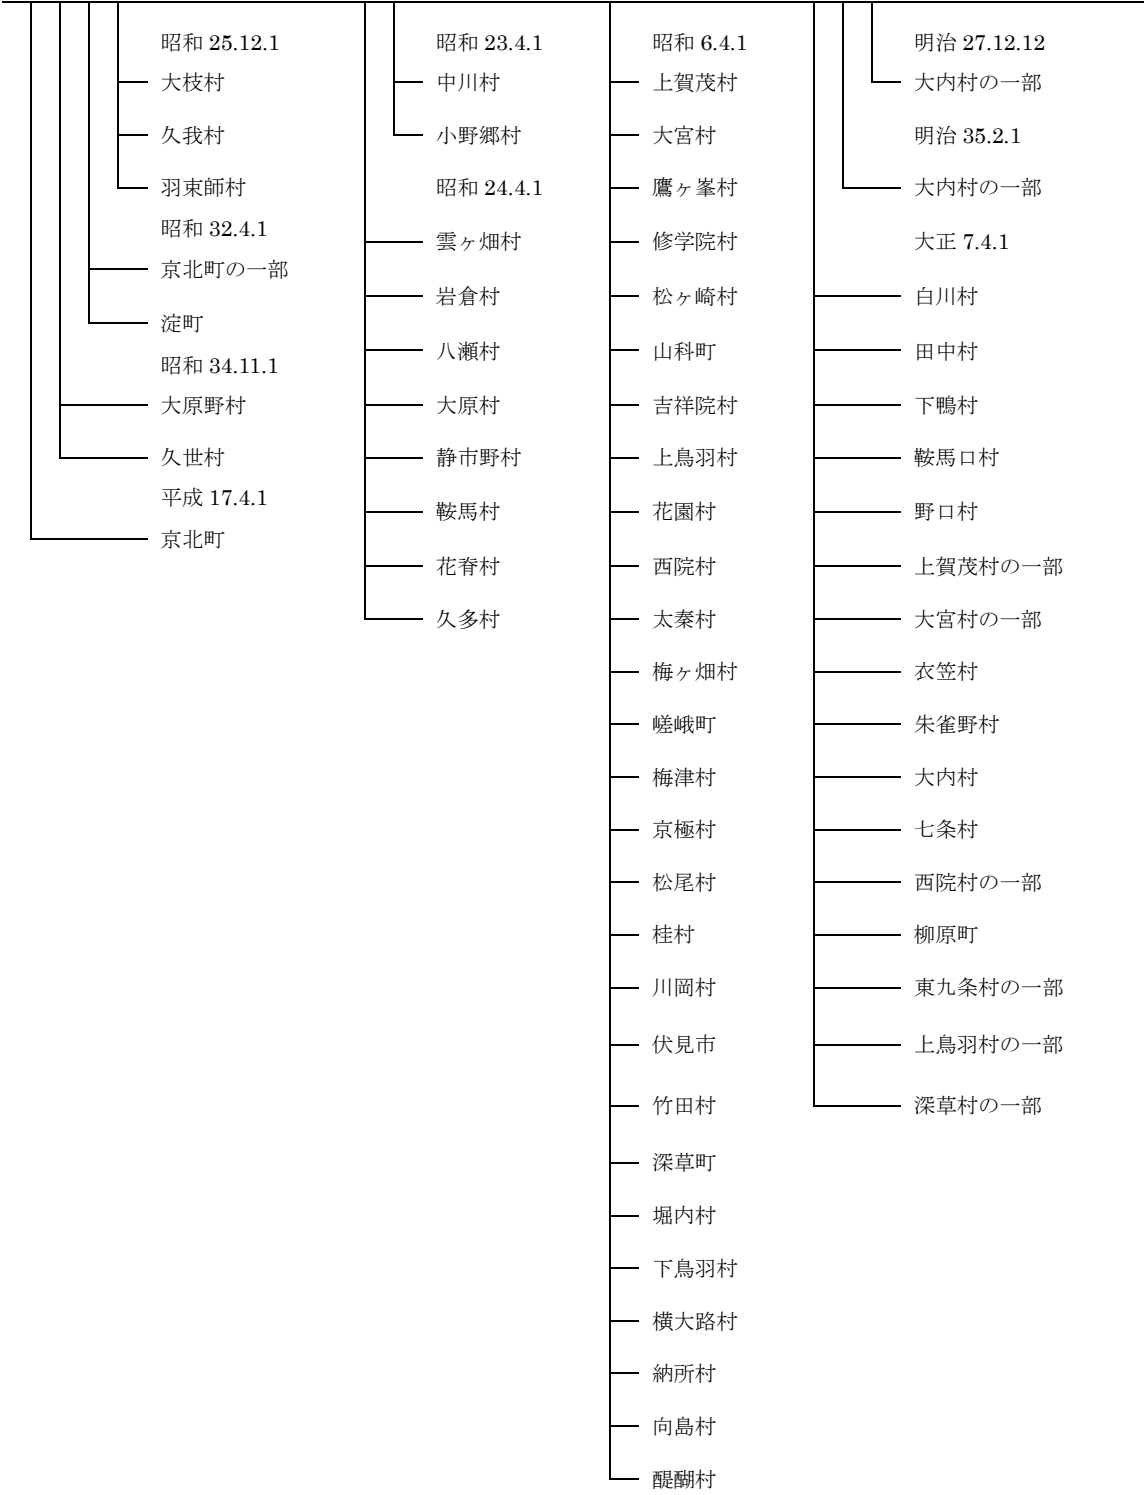 昭和 25.12.1
大枝村
久我村
羽束師村
昭和 32.4.1
京北町の一部
淀町
昭和 34.11.1
大原野村
久世村
平成 17.4.1
京北町
昭和 23.4.1
中川村
小野郷村
昭和 24.4.1
雲ヶ畑村
岩倉村
八瀬村
大原村
静市野村
鞍馬村
花脊村
久多村
昭和 6.4.1
上賀茂村
大宮村
鷹ヶ峯村
修学院村
松ヶ崎村
山科町
吉祥院村
上鳥羽村
花園村
西院村
太秦村
梅ヶ畑村
嵯峨町
梅津村
京極村
松尾村
桂村
川岡村
伏見市
竹田村
深草町
堀内村
下鳥羽村
横大路村
納所村
向島村
醍醐村
明治 27.12.12
大内村の一部
明治 35.2.1
大内村の一部
大正 7.4.1
白川村
田中村
下鴨村
鞍馬口村
野口村
上賀茂村の一部
大宮村の一部
衣笠村
朱雀野村
大内村
七条村
西院村の一部
柳原町
東九条村の一部
上鳥羽村の一部
深草村の一部